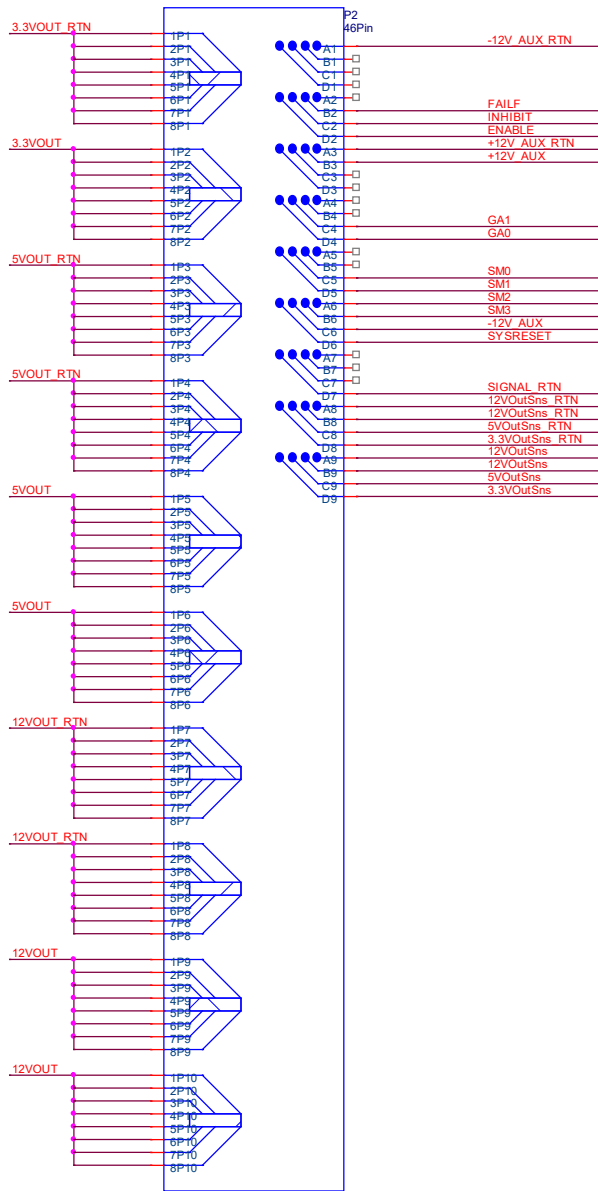 P2
46Pin
3.3VOUT_RTN
1P1
2P1
3P1
4P1
5P1
6P1
7P1
8P1
3.3VOUT
1P2
2P2
3P2
4P2
5P2
6P2
7P2
8P2
5VOUT_RTN
1P3
2P3
3P3
4P3
5P3
6P3
7P3
8P3
5VOUT_RTN
1P4
2P4
3P4
4P4
5P4
6P4
7P4
8P4
5VOUT
1P5
2P5
3P5
4P5
5P5
6P5
7P5
8P5
5VOUT
1P6
2P6
3P6
4P6
5P6
6P6
7P6
8P6
12VOUT_RTN
1P7
2P7
3P7
4P7
5P7
6P7
7P7
8P7
12VOUT_RTN
1P8
2P8
3P8
4P8
5P8
6P8
7P8
8P8
12VOUT
1P9
2P9
3P9
4P9
5P9
6P9
7P9
8P9
12VOUT
1P10
2P10
3P10
4P10
5P10
6P10
7P10
8P10
A1 -12V_AUX_RTN
B1
C1
D1
A2
B2 FAILF
C2 INHIBIT
D2 ENABLE
A3 +12V_AUX_RTN
B3 +12V_AUX
C3
D3
A4
B4
C4 GA1
D4 GA0
A5
B5
C5 SM0
D5 SM1
A6 SM2
B6 SM3
C6 -12V_AUX
D6 SYSRESET
A7
B7
C7
D7 SIGNAL_RTN
A8 12VOutSns_RTN
B8 12VOutSns_RTN
C8 5VOutSns_RTN
D8 3.3VOutSns_RTN
A9 12VOutSns
B9 12VOutSns
C9 5VOutSns
D9 3.3VOutSns